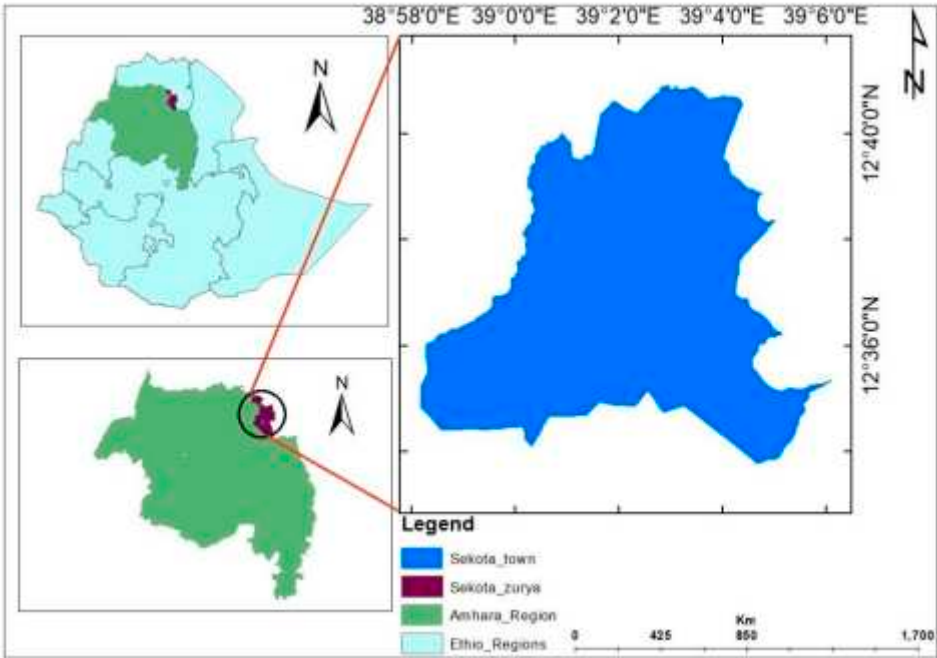 38°58'0"E 39°0'0"E 39°2'0"E 39°4'0"E 39°6'0"E
N
N
12°40'0"N
12°36'0"N
N
Legend
Sekota_town
Sekota_zurya
Amhara_Region
Ethio_Regions
Km
0 425 850 1,700